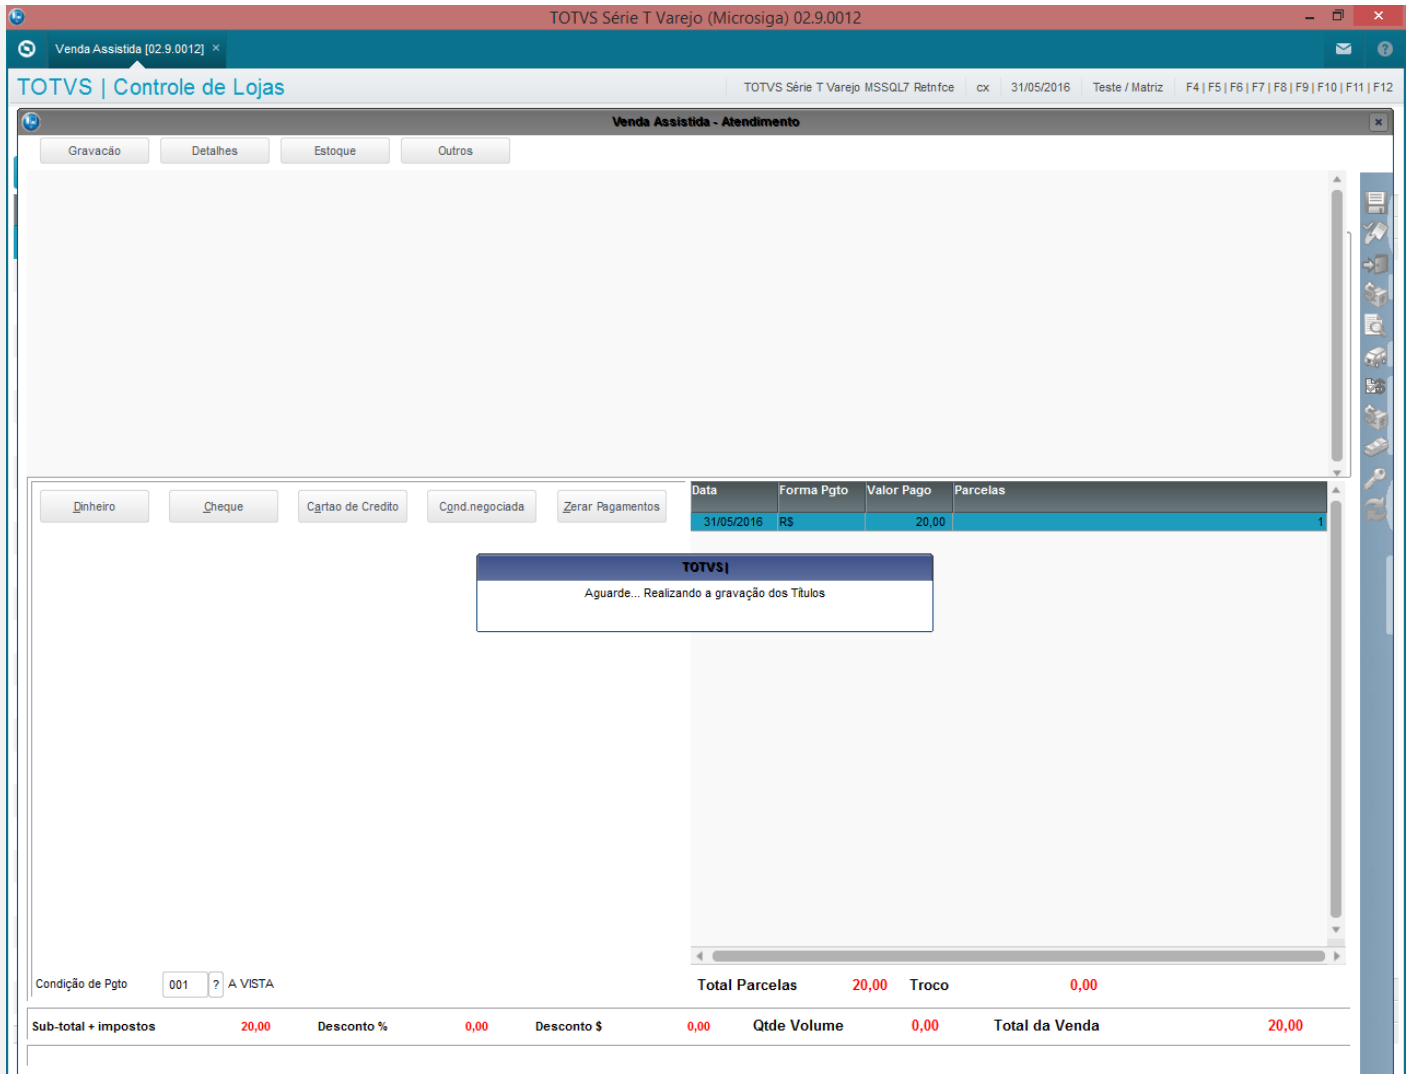 TOTVS Série T Varejo (Microsiga) 02.9.0012
Venda Assistida [02.9.0012] ×
TOTVS | Controle de Lojas
TOTVS Série T Varejo MSSQL7 Retnfce cx 31/05/2016 Teste / Matriz F4 | F5 | F6 | F7 | F8 | F9 | F10 | F11 | F12
Venda Assistida - Atendimento
Gravacão Detalhes Estoque Outros
Dinheiro Cheque Cartao de Credito Cond.negociada Zerar Pagamentos
Data Forma Pgto Valor Pago Parcelas
31/05/2016 R$ 20,00 1
TOTVS|
Aguarde... Realizando a gravação dos Títulos
Condição de Pgto 001 ? A VISTA
Total Parcelas 20,00 Troco 0,00
Sub-total + impostos 20,00 Desconto % 0,00 Desconto $ 0,00 Qtde Volume 0,00 Total da Venda 20,00